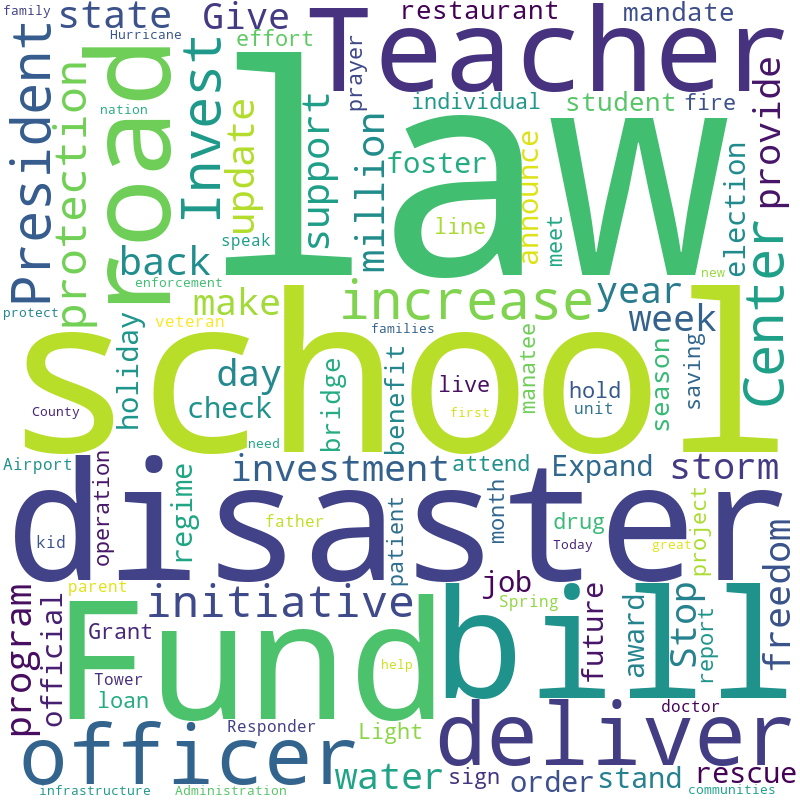 family
state
Give
restaurant
mandate
Hurricane
effort
Teacher
President
protection
road
Invest
prayer
law
individual
student
fire
provide
nation
update
support
million
foster
announce
line
meet
election
Center
speak
back
enforcement
new
protect
make
increase
year
week
veteran
families
school
holiday
day
check
bridge
benefit
live
manatee
hold
unit
season
saving
County
first
need
Airport
operation
regime
investment
attend
Expand
storm
disaster
kid
father
patient
month
drug
Today
great
project
freedom
parent
program
official
initiative
job
Spring
future
award
Stop
report
bill
Fund
Grant
help
Tower
loan
Light
Responder
doctor
officer
deliver
water
sign
order
stand
rescue
infrastructure
Administration
communities